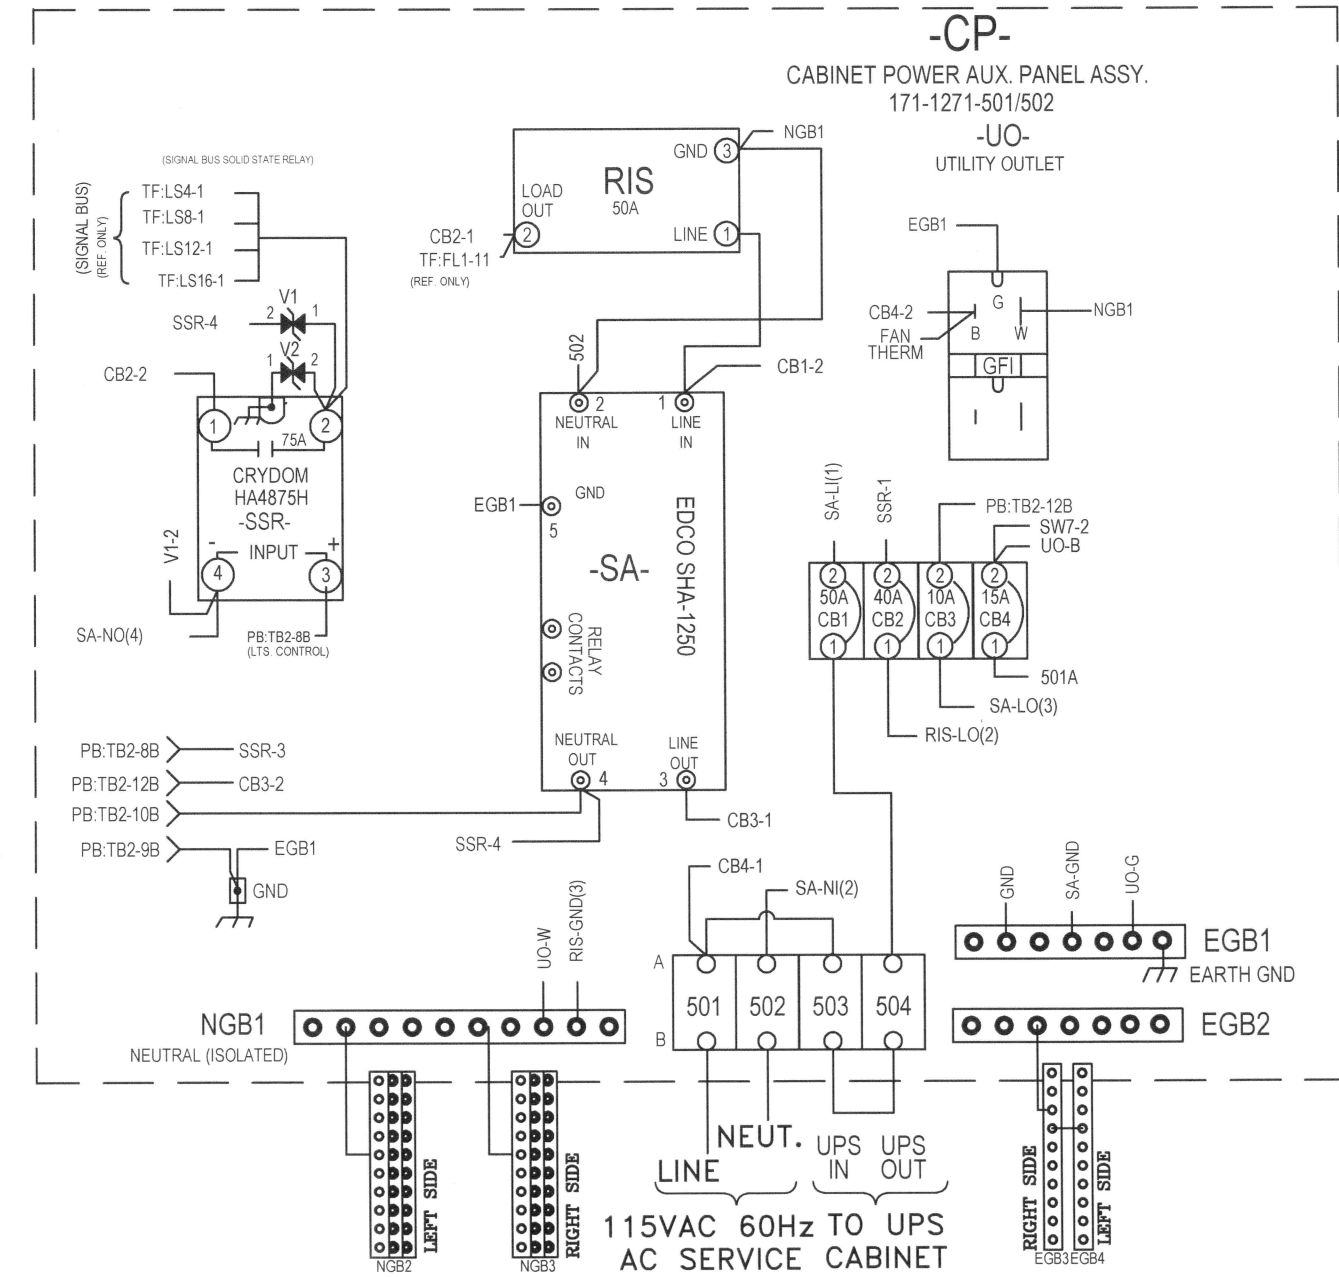 -CP-
CABINET POWER AUX. PANEL ASSY.
171-1271-501/502
-UO-
UTILITY OUTLET
(SIGNAL BUS SOLID STATE RELAY)
(SIGNAL BUS)
(REF. ONLY)
TF:LS4-1
TF:LS8-1
TF:LS12-1
TF:LS16-1
SSR-4
V1
2
1
V2
1
2
CB2-2
1
2
75A
CRYDOM
HA4875H
-SSR-
- INPUT +
4
3
V1-2
SA-NO(4)
PB:TB2-8B
(LTS. CONTROL)
NGB1
GND 3
RIS
50A
LOAD
OUT
2
LINE 1
CB2-1
TF:FL1-11
(REF. ONLY)
502
CB1-2
2
NEUTRAL
IN
1
LINE
IN
EGB1
GND
5
-SA-
EDCO SHA-1250
RELAY
CONTACTS
NEUTRAL
OUT
4
LINE
OUT
3
CB3-1
SSR-4
EGB1
G
CB4-2
FAN
THERM
B
W
NGB1
GFI
SA-LI(1)
SSR-1
PB:TB2-12B
SW7-2
UO-B
2 2 2 2
50A 40A 10A 15A
CB1 CB2 CB3 CB4
1 1 1 1
501A
SA-LO(3)
RIS-LO(2)
PB:TB2-8B
SSR-3
PB:TB2-12B
CB3-2
PB:TB2-10B
PB:TB2-9B
EGB1
GND
CB4-1
SA-NI(2)
A
501 502 503 504
B
UO-W
RIS-GND(3)
NGB1
NEUTRAL (ISOLATED)
GND
SA-GND
UO-G
EGB1
EARTH GND
EGB2
LEFT SIDE
NGB2
RIGHT SIDE
NGB3
LINE
NEUT.
UPS
IN
UPS
OUT
115VAC 60Hz TO UPS
AC SERVICE CABINET
RIGHT SIDE
LEFT SIDE
EGB3 EGB4